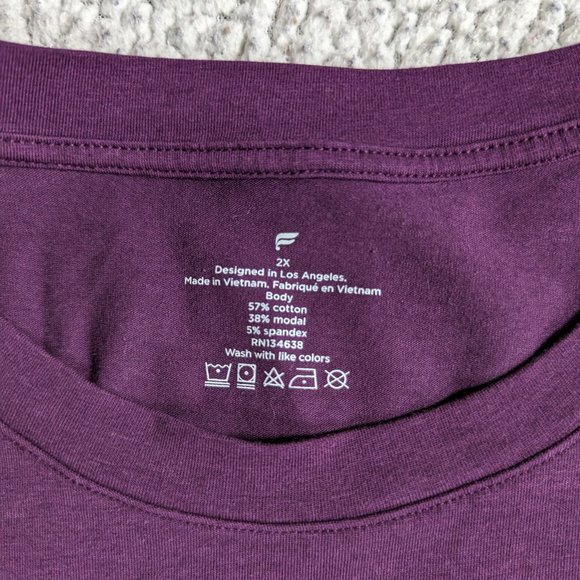 2X
Designed in Los Angeles.
Made in Vietnam. Fabriqué en Vietnam
Body
57% cotton
38% modal
5% spandex
RN134638
Wash with like colors